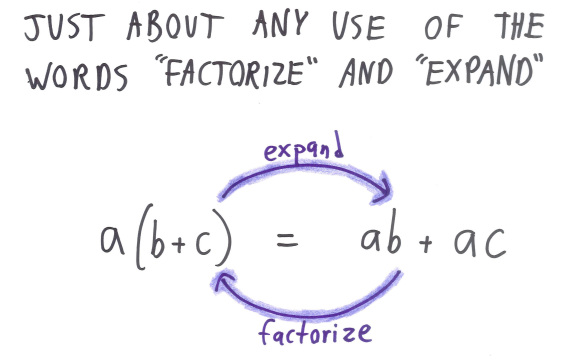 JUST ABOUT ANY USE OF THE
WORDS "FACTORIZE" AND "EXPAND"
expand
a(b+c) = ab + ac
factorize